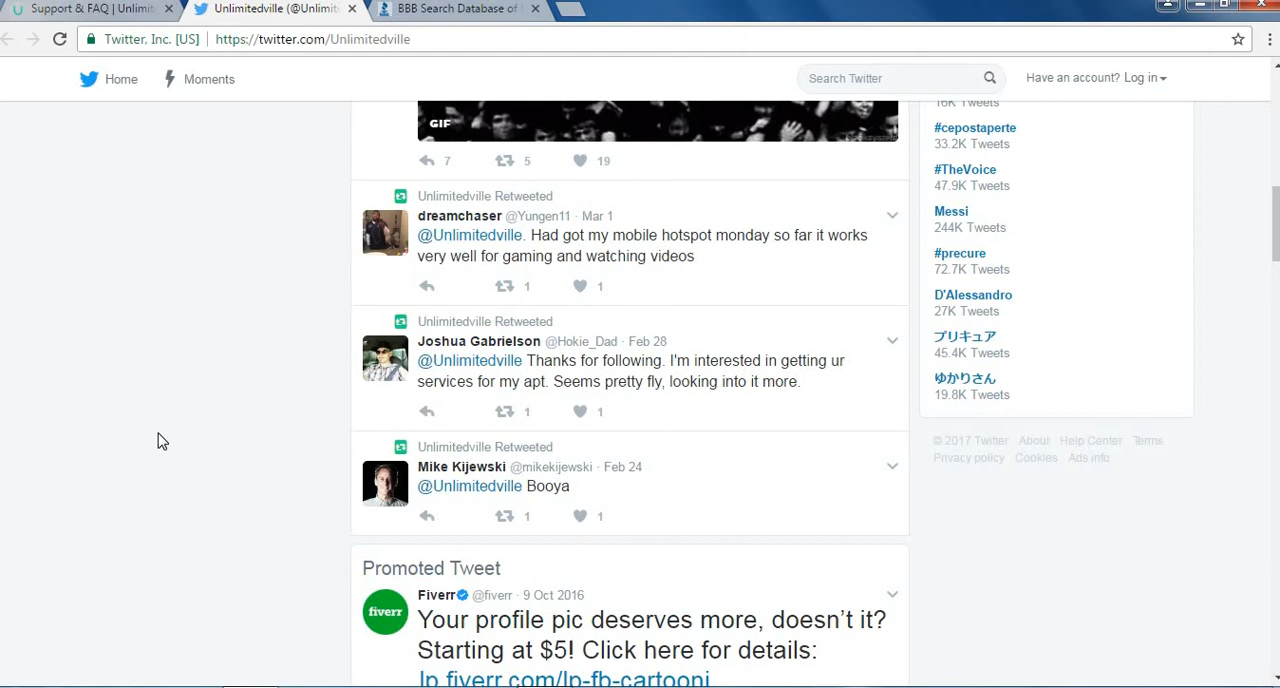 Support & FAQ | Unlimit
Unlimitedville (@Unlimit
BBB Search Database of
Twitter, Inc. [US]
https://twitter.com/Unlimitedville
Home
Moments
Search Twitter
Have an account? Log in
GIF
7
5
19
Unlimitedville Retweeted
dreamchaser @Yungen11 · Mar 1
@Unlimitedville. Had got my mobile hotspot monday so far it works
very well for gaming and watching videos
1
1
Unlimitedville Retweeted
Joshua Gabrielson @Hokie_Dad · Feb 28
@Unlimitedville Thanks for following. I'm interested in getting ur
services for my apt. Seems pretty fly, looking into it more.
1
1
Unlimitedville Retweeted
Mike Kijewski @mikekijewski · Feb 24
@Unlimitedville Booya
1
1
Promoted Tweet
Fiverr @fiverr · 9 Oct 2016
fiverr
Your profile pic deserves more, doesn't it?
Starting at $5! Click here for details:
lp.fiverr.com/lp-fb-cartooni
16K Tweets
#cepostaperte
33.2K Tweets
#TheVoice
47.9K Tweets
Messi
244K Tweets
#precure
72.7K Tweets
D'Alessandro
27K Tweets
プリキュア
45.4K Tweets
ゆかりさん
19.8K Tweets
© 2017 Twitter About Help Center Terms
Privacy policy Cookies Ads info